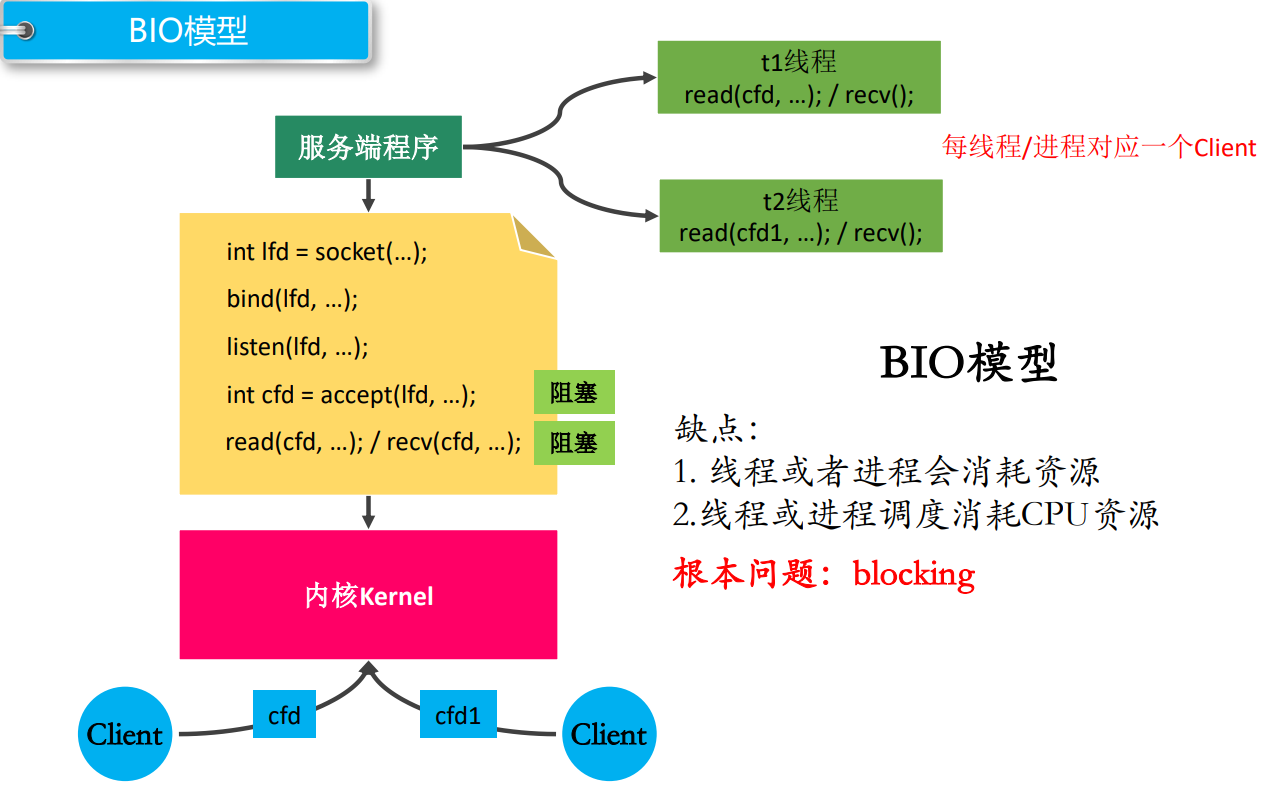 BIO模型
t1线程
read(cfd, …); / recv();
服务端程序
每线程/进程对应一个Client
t2线程
read(cfd1, …); / recv();
int lfd = socket(…);
bind(lfd, …);
listen(lfd, …);
int cfd = accept(lfd, …);
阻塞
read(cfd, …); / recv(cfd, …);
阻塞
BIO模型
缺点：
1. 线程或者进程会消耗资源
2.线程或进程调度消耗CPU资源
根本问题：blocking
内核Kernel
cfd
cfd1
Client
Client